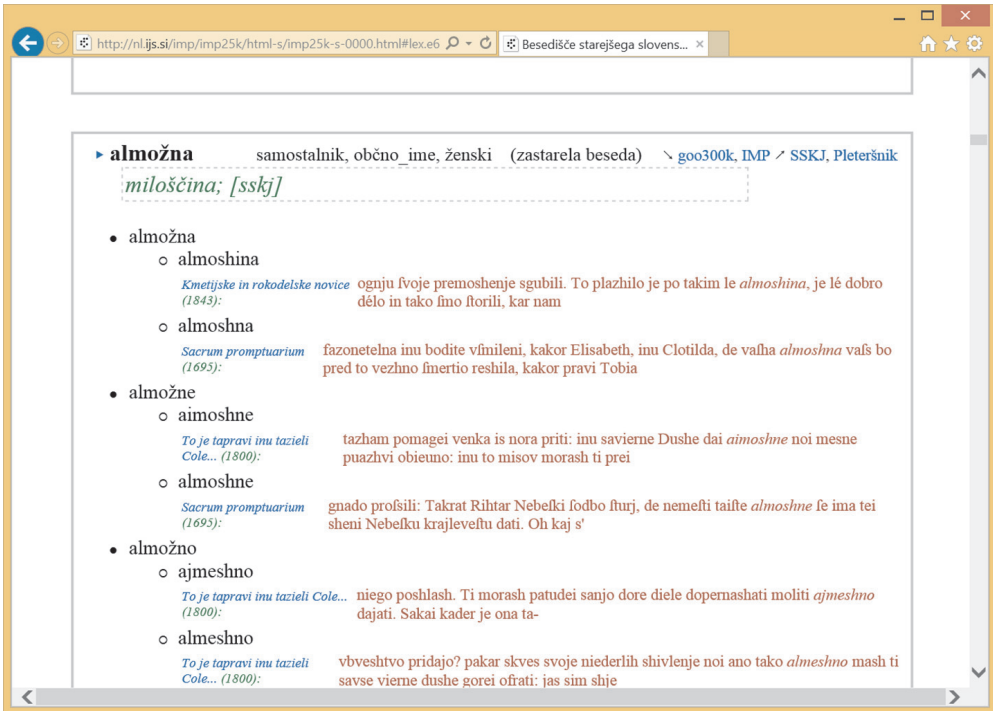 http://nl.ijs.si/imp/imp25k/html-s/imp25k-s-0000.html#lex.e6
Besedišče starejšega slovens...
almožna samostalnik, občno_ime, ženski (zastarela beseda) ↘ goo300k, IMP ↗ SSKJ, Pleteršnik
miloščina; [sskj]
• almožna
o almoshina
Kmetijske in rokodelske novice ognju ſvoje premoshenje sgubili. To plazhilo je po takim le almoshina, je lé dobro
(1843): délo in tako ſmo ſtorili, kar nam
o almoshna
Sacrum promptuarium fazonetelna inu bodite vſmileni, kakor Elisabeth, inu Clotilda, de vaſha almoshna vaſs bo
(1695): pred to vezhno ſmertio reshila, kakor pravi Tobia
• almožne
o aimoshne
To je tapravi inu tazieli tazham pomagei venka is nora priti: inu savierne Dushe dai aimoshne noi mesne
Cole... (1800): puazhvi obieuno: inu to misov morash ti prei
o almoshne
Sacrum promptuarium gnado proſsili: Takrat Rihtar Nebeſki ſodbo ſturj, de nemeſti taiſte almoshne ſe ima tei
(1695): sheni Nebeſku krajleveſtu dati. Oh kaj s'
• almožno
o ajmeshno
To je tapravi inu tazieli Cole... niego poshlash. Ti morash patudei sanjo dore diele dopernashati moliti ajmeshno
(1800): dajati. Sakai kader je ona ta-
o almeshno
To je tapravi inu tazieli vbveshtvo pridajo? pakar skves svoje niederlih shivlenje noi ano tako almeshno mash ti
Cole... (1800): savse vierne dushe gorei ofrati: jas sim shje